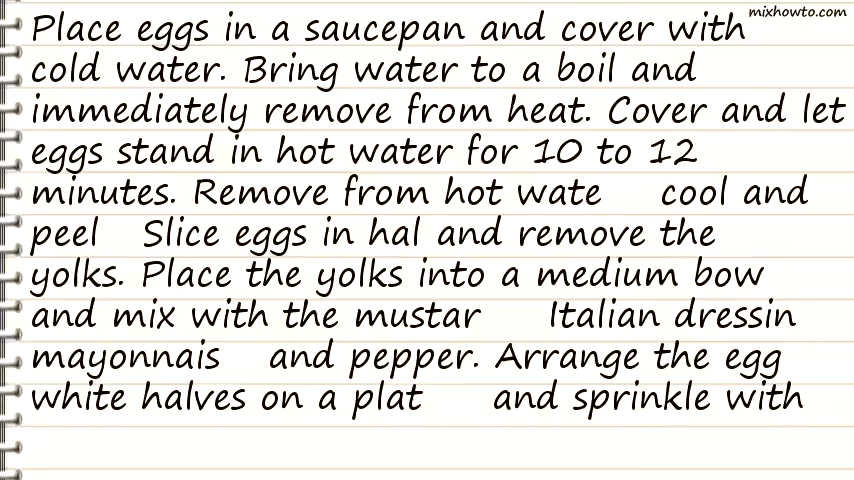 mixhowto.com
Place eggs in a saucepan and cover with
cold water. Bring water to a boil and
immediately remove from heat. Cover and let
eggs stand in hot water for 10 to 12
minutes. Remove from hot wate cool and
peel Slice eggs in hal and remove the
yolks. Place the yolks into a medium bow
and mix with the mustar Italian dressin
mayonnais and pepper. Arrange the egg
white halves on a plat and sprinkle with